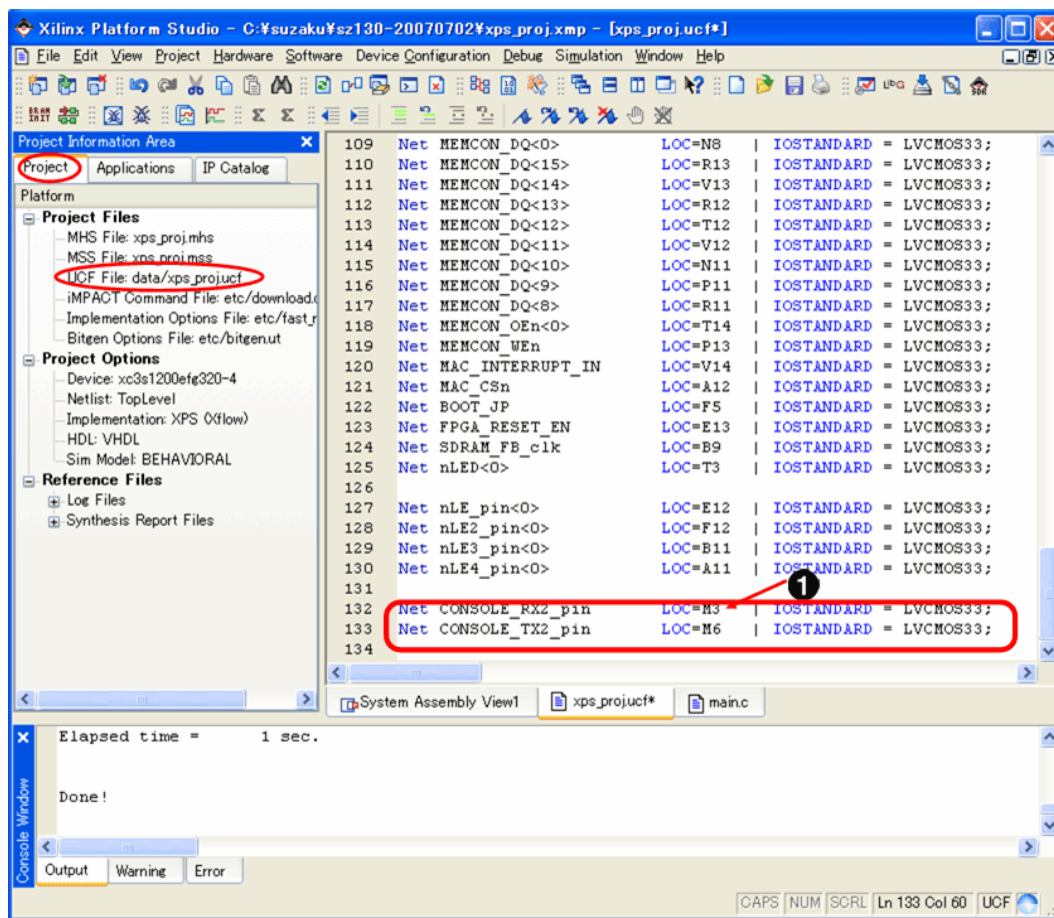 Xilinx Platform Studio - C:¥suzaku¥sz130-20070702¥xps_proj.xmp - [xps_proj.ucf*]
File Edit View Project Hardware Software Device Configuration Debug Simulation Window Help
Project Information Area
Project Applications IP Catalog
Platform
Project Files
MHS File: xps_proj.mhs
MSS File: xps_proj.mss
UCF File: data/xps_proj.ucf
iMPACT Command File: etc/download.c
Implementation Options File: etc/fast_r
Bitgen Options File: etc/bitgen.ut
Project Options
Device: xc3s1200efg320-4
Netlist: TopLevel
Implementation: XPS (Xflow)
HDL: VHDL
Sim Model: BEHAVIORAL
Reference Files
Log Files
Synthesis Report Files
109 Net MEMCON_DQ<0> LOC=N8 | IOSTANDARD = LVCMOS33;
110 Net MEMCON_DQ<15> LOC=R13 | IOSTANDARD = LVCMOS33;
111 Net MEMCON_DQ<14> LOC=V13 | IOSTANDARD = LVCMOS33;
112 Net MEMCON_DQ<13> LOC=R12 | IOSTANDARD = LVCMOS33;
113 Net MEMCON_DQ<12> LOC=T12 | IOSTANDARD = LVCMOS33;
114 Net MEMCON_DQ<11> LOC=V12 | IOSTANDARD = LVCMOS33;
115 Net MEMCON_DQ<10> LOC=N11 | IOSTANDARD = LVCMOS33;
116 Net MEMCON_DQ<9> LOC=P11 | IOSTANDARD = LVCMOS33;
117 Net MEMCON_DQ<8> LOC=R11 | IOSTANDARD = LVCMOS33;
118 Net MEMCON_OEn<0> LOC=T14 | IOSTANDARD = LVCMOS33;
119 Net MEMCON_WEn LOC=P13 | IOSTANDARD = LVCMOS33;
120 Net MAC_INTERRUPT_IN LOC=V14 | IOSTANDARD = LVCMOS33;
121 Net MAC_CSn LOC=A12 | IOSTANDARD = LVCMOS33;
122 Net BOOT_JP LOC=F5 | IOSTANDARD = LVCMOS33;
123 Net FPGA_RESET_EN LOC=E13 | IOSTANDARD = LVCMOS33;
124 Net SDRAM_FB_clk LOC=B9 | IOSTANDARD = LVCMOS33;
125 Net nLED<0> LOC=T3 | IOSTANDARD = LVCMOS33;
126
127 Net nLE_pin<0> LOC=E12 | IOSTANDARD = LVCMOS33;
128 Net nLE2_pin<0> LOC=F12 | IOSTANDARD = LVCMOS33;
129 Net nLE3_pin<0> LOC=B11 | IOSTANDARD = LVCMOS33;
130 Net nLE4_pin<0> LOC=A11 | IOSTANDARD = LVCMOS33;
131
❶
132 Net CONSOLE_RX2_pin LOC=M3 | IOSTANDARD = LVCMOS33;
133 Net CONSOLE_TX2_pin LOC=M6 | IOSTANDARD = LVCMOS33;
134
System Assembly View1 xps_proj.ucf* main.c
Elapsed time = 1 sec.
Done!
Console Window
Output Warning Error
CAPS NUM SCRL Ln 133 Col 60 UCF